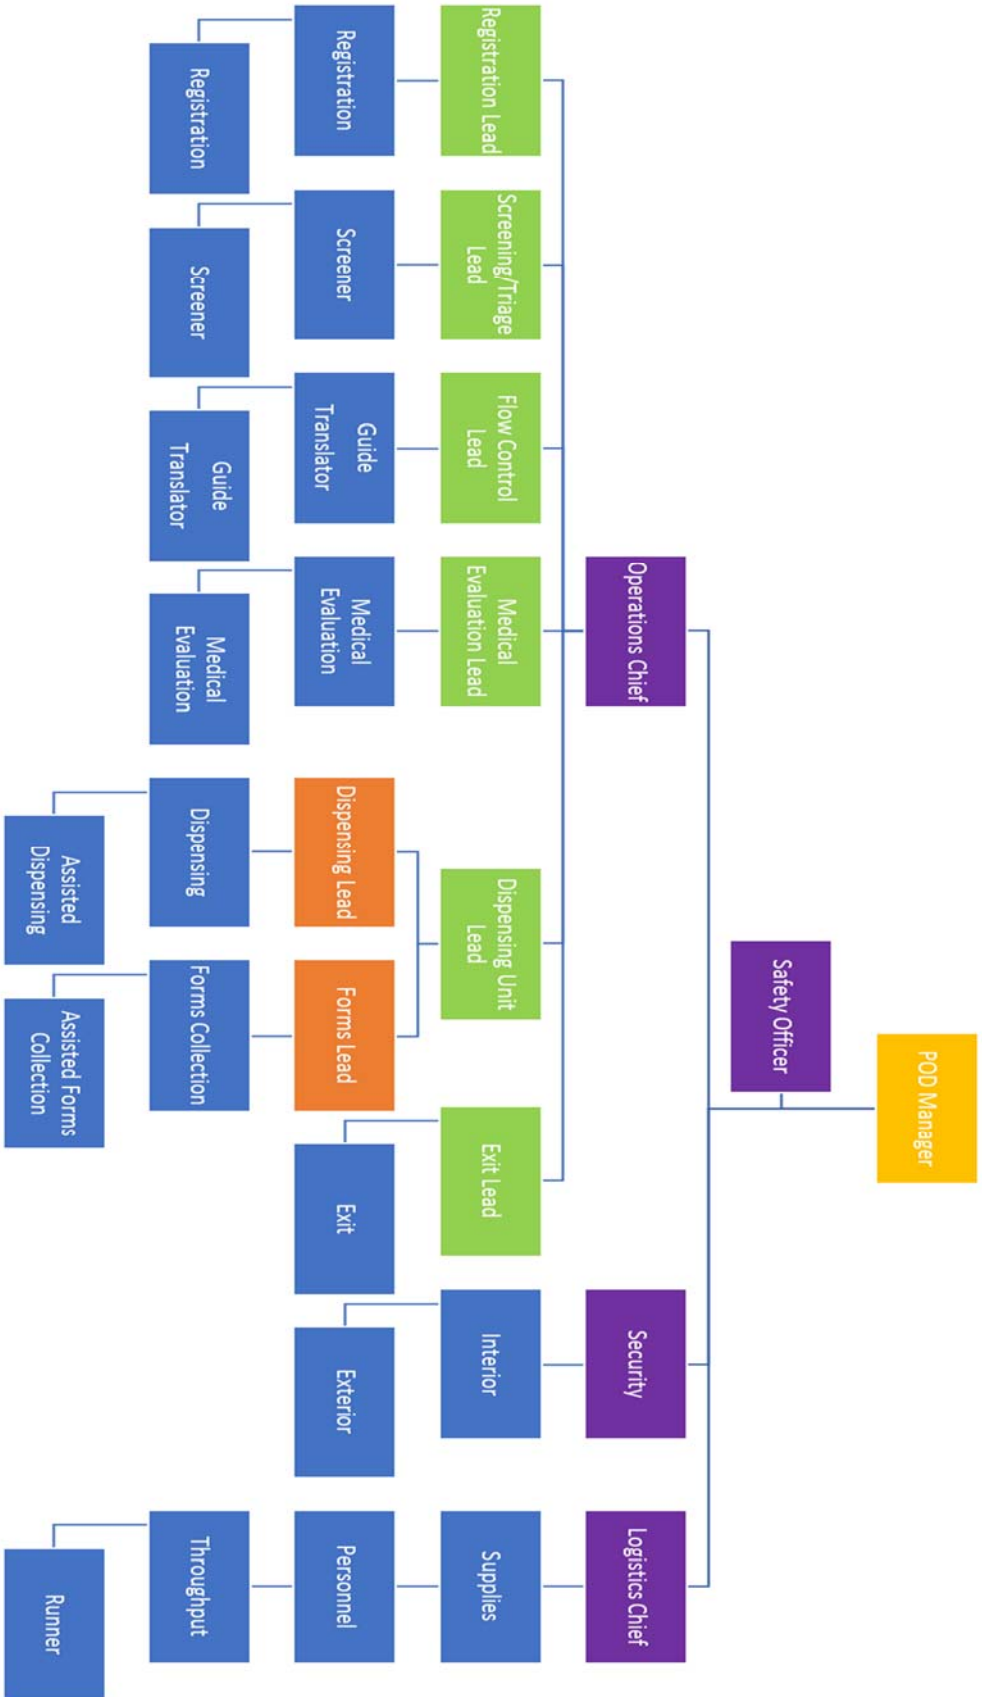 POD Manager
Safety Officer
Operations Chief
Security
Logistics Chief
Registration Lead
Screening/Triage
Lead
Flow Control
Lead
Medical
Evaluation Lead
Dispensing Unit
Lead
Exit Lead
Interior
Supplies
Registration
Screener
Guide
Translator
Medical
Evaluation
Dispensing Lead
Forms Lead
Exit
Exterior
Personnel
Registration
Screener
Guide
Translator
Medical
Evaluation
Dispensing
Forms Collection
Throughput
Assisted
Dispensing
Assisted Forms
Collection
Runner